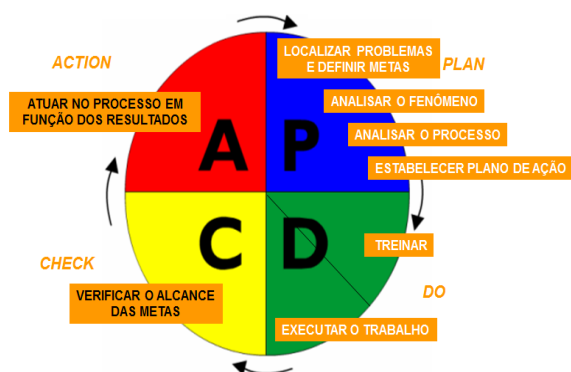 ACTION
ATUAR NO PROCESSO EM
FUNÇÃO DOS RESULTADOS
A
P
PLAN
LOCALIZAR PROBLEMAS
E DEFINIR METAS
ANALISAR O FENÔMENO
ANALISAR O PROCESSO
ESTABELECER PLANO DE AÇÃO
C
D
TREINAR
DO
EXECUTAR O TRABALHO
CHECK
VERIFICAR O ALCANCE
DAS METAS